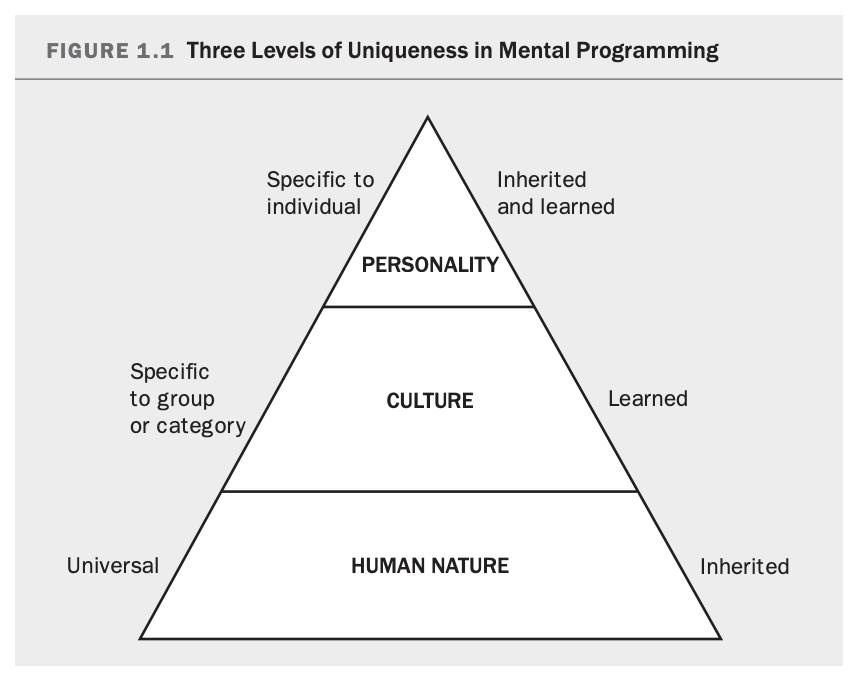 FIGURE 1.1 Three Levels of Uniqueness in Mental Programming
Specific to
individual
Inherited
and learned
PERSONALITY
Specific
to group
or category
CULTURE
Learned
Universal
HUMAN NATURE
Inherited